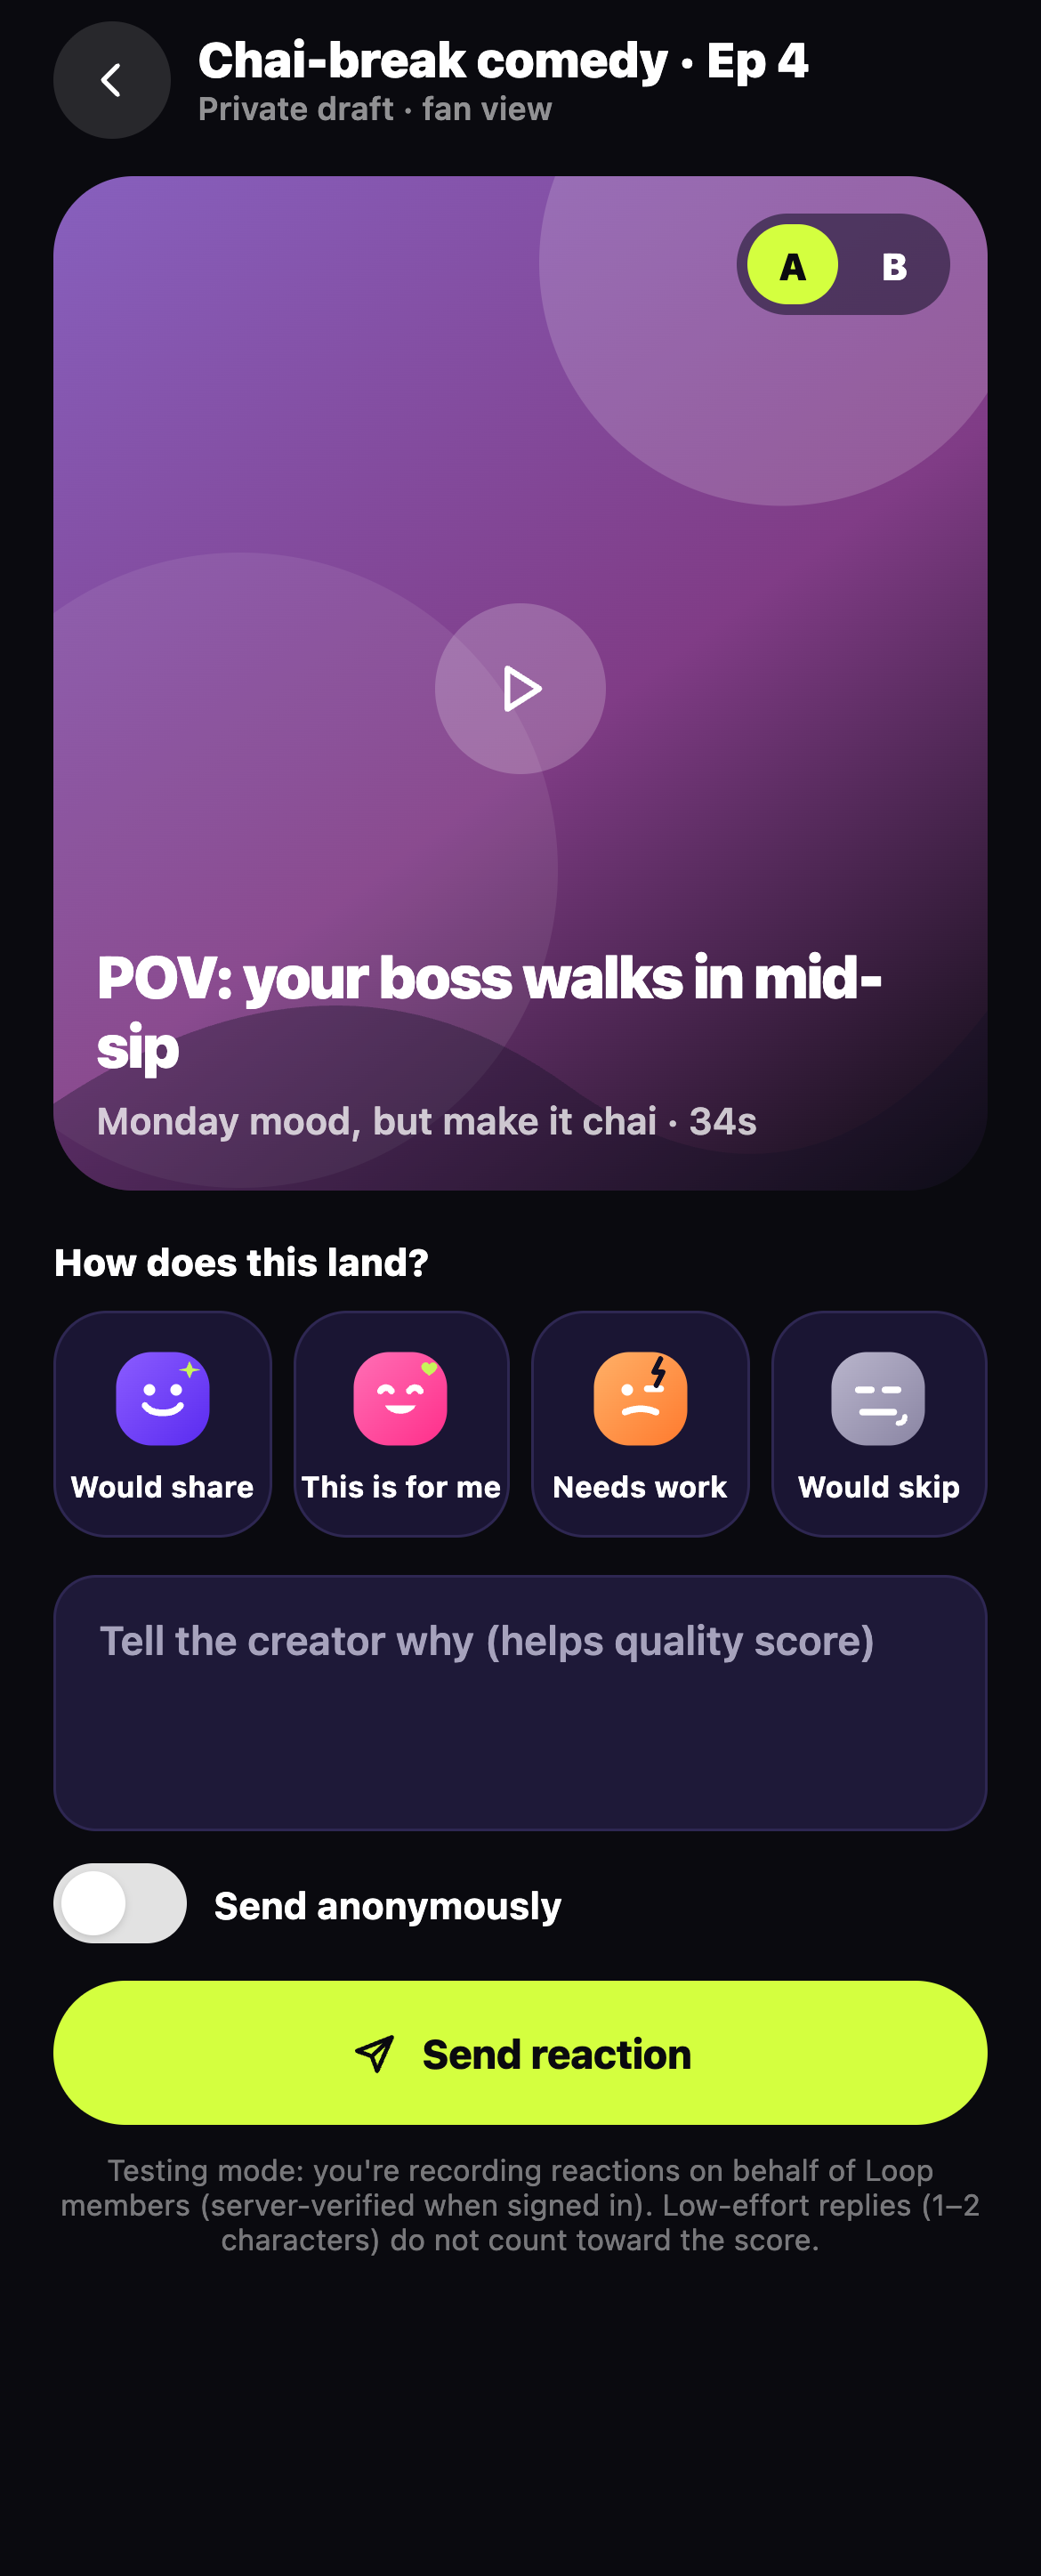 Chai-break comedy · Ep 4
Private draft · fan view
A B
POV: your boss walks in mid-
sip
Monday mood, but make it chai · 34s
How does this land?
Would share This is for me Needs work Would skip
Tell the creator why (helps quality score)
Send anonymously
Send reaction
Testing mode: you're recording reactions on behalf of Loop
members (server-verified when signed in). Low-effort replies (1–2
characters) do not count toward the score.